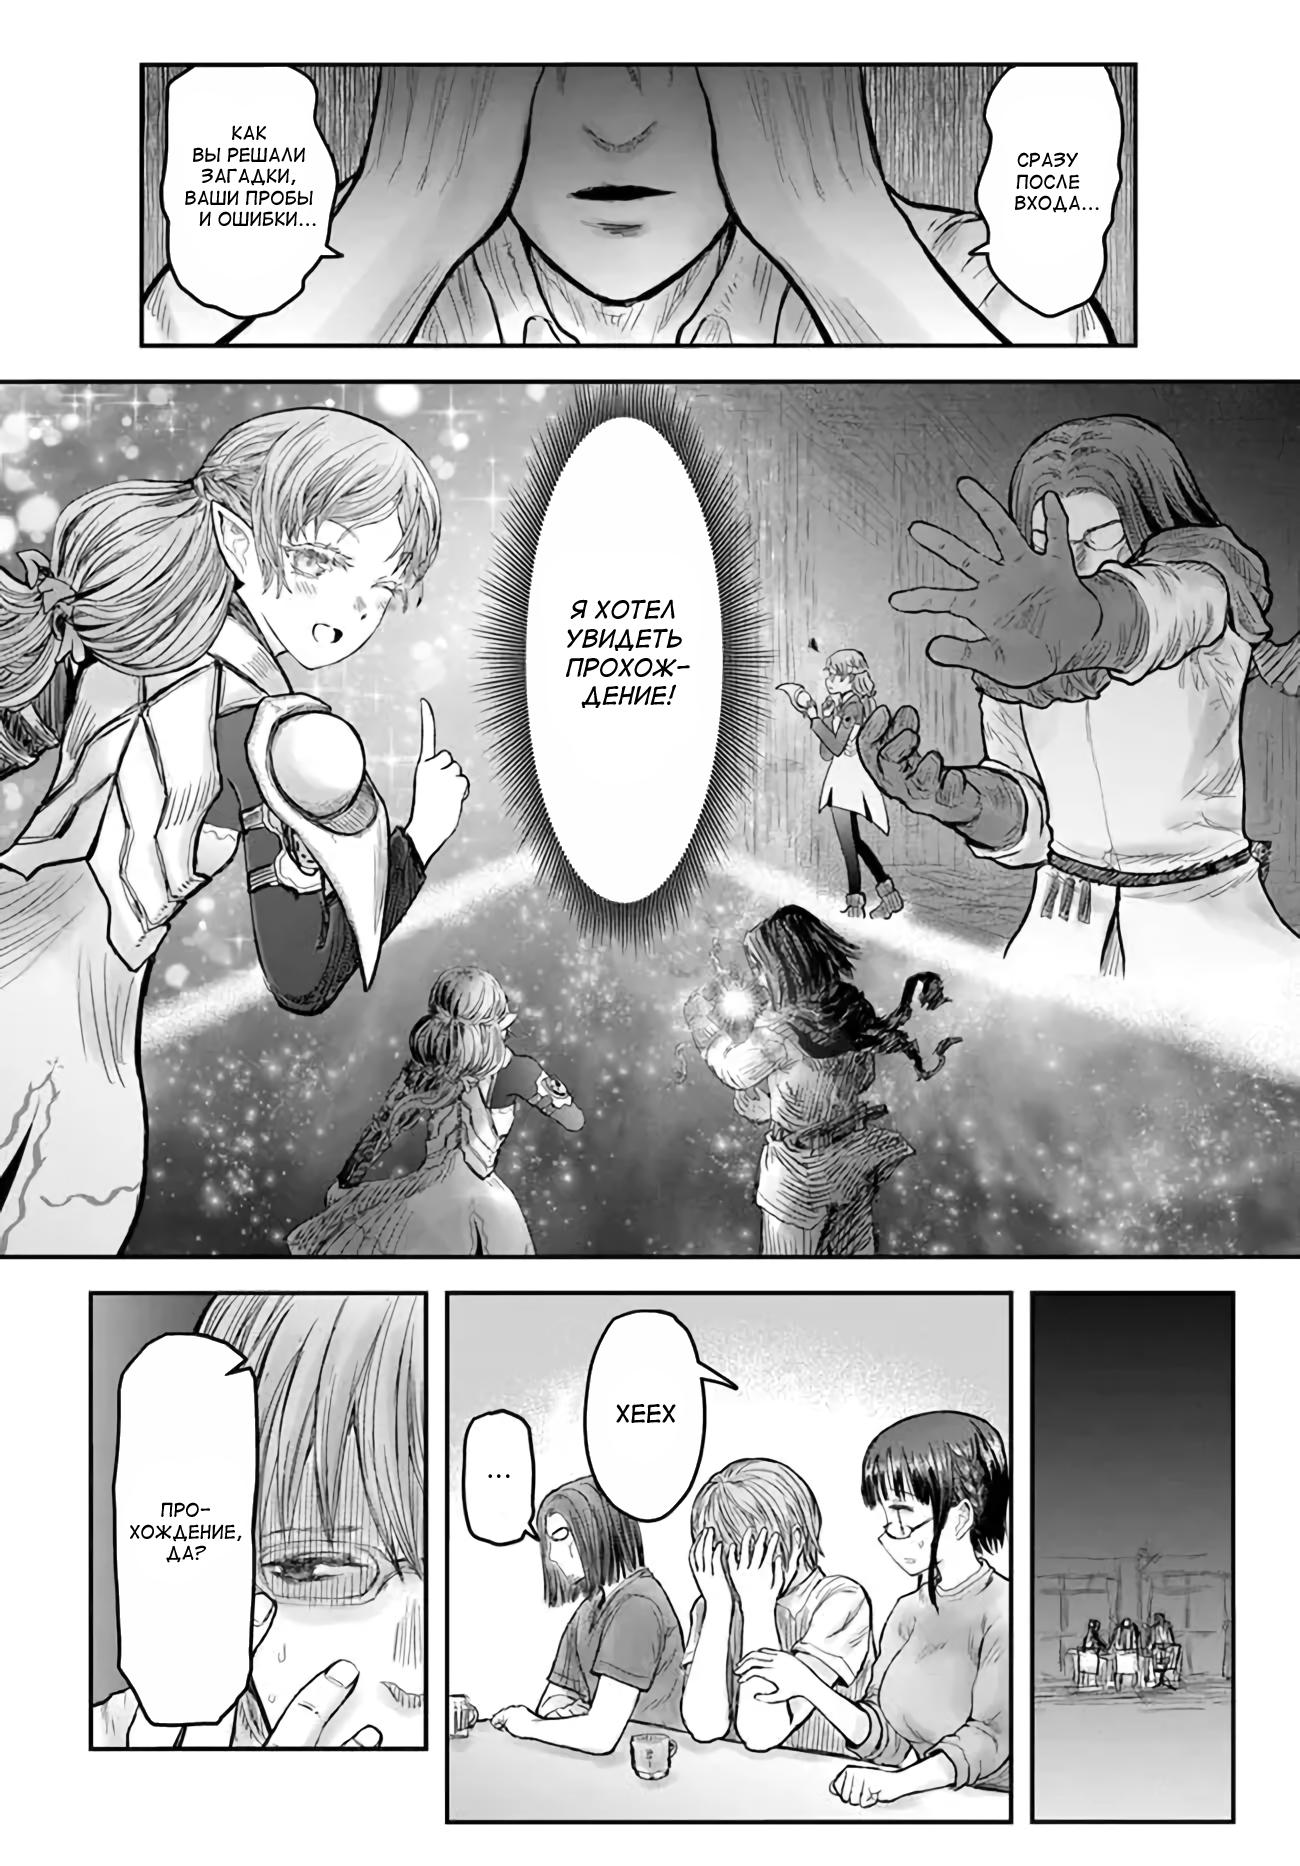 СРАЗУ
ПОСЛЕ
ВХОДА...
КАК
ВЫ РЕШАЛИ
ЗАГАДКИ,
ВАШИ ПРОБЫ
И ОШИБКИ...
Я ХОТЕЛ
УВИДЕТЬ
ПРОХОЖ-
ДЕНИЕ!
ХЕЕХ
...
ПРО-
ХОЖДЕНИЕ,
ДА?